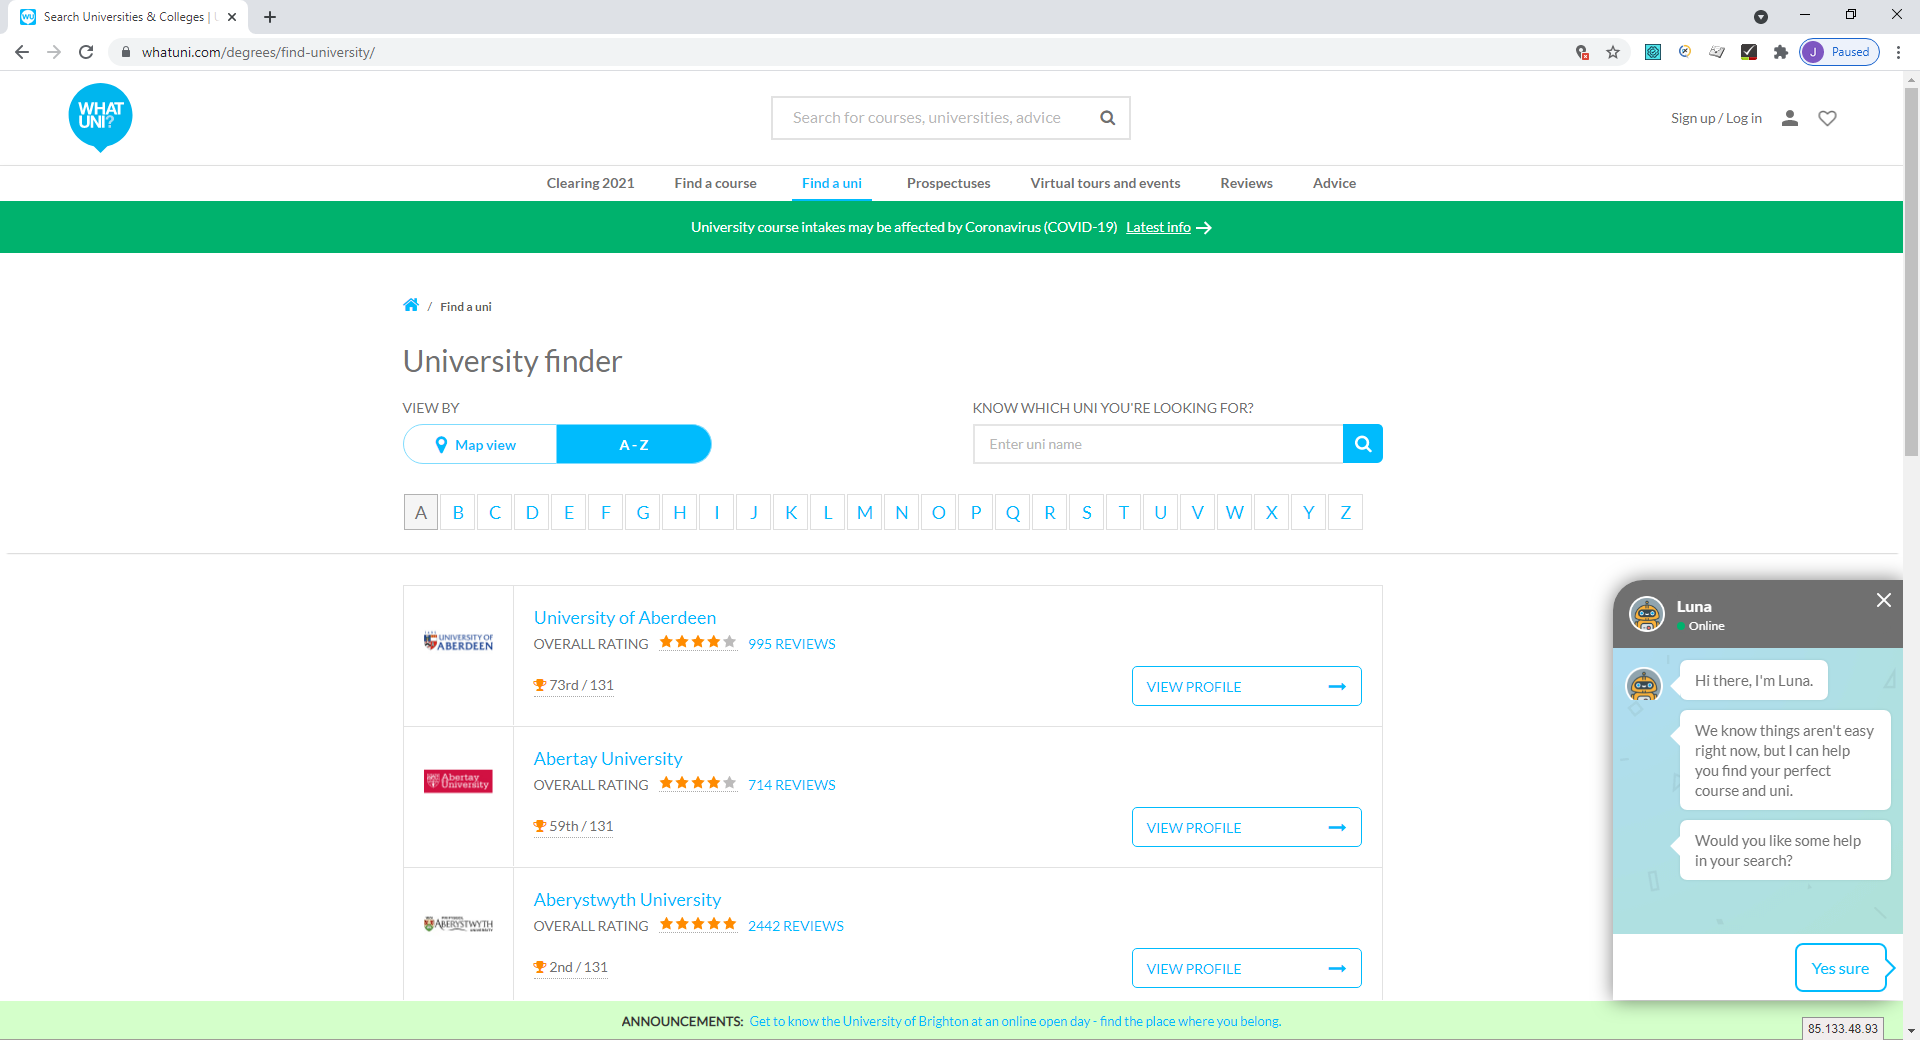 Search Universities & Colleges |
whatuni.com/degrees/find-university/
J Paused
WHAT
UNI?
Search for courses, universities, advice
Sign up / Log in
Clearing 2021
Find a course
Find a uni
Prospectuses
Virtual tours and events
Reviews
Advice
University course intakes may be affected by Coronavirus (COVID-19) Latest info
/ Find a uni
University finder
VIEW BY
KNOW WHICH UNI YOU'RE LOOKING FOR?
Map view
A - Z
Enter uni name
A B C D E F G H I J K L M N O P Q R S T U V W X Y Z
UNIVERSITY OF
ABERDEEN
University of Aberdeen
OVERALL RATING 995 REVIEWS
73rd / 131
VIEW PROFILE
Abertay
University
Abertay University
OVERALL RATING 714 REVIEWS
59th / 131
VIEW PROFILE
ABERYSTWYTH
Aberystwyth University
OVERALL RATING 2442 REVIEWS
2nd / 131
VIEW PROFILE
Luna
Online
Hi there, I'm Luna.
We know things aren't easy
right now, but I can help
you find your perfect
course and uni.
Would you like some help
in your search?
Yes sure
ANNOUNCEMENTS: Get to know the University of Brighton at an online open day - find the place where you belong.
85.133.48.93